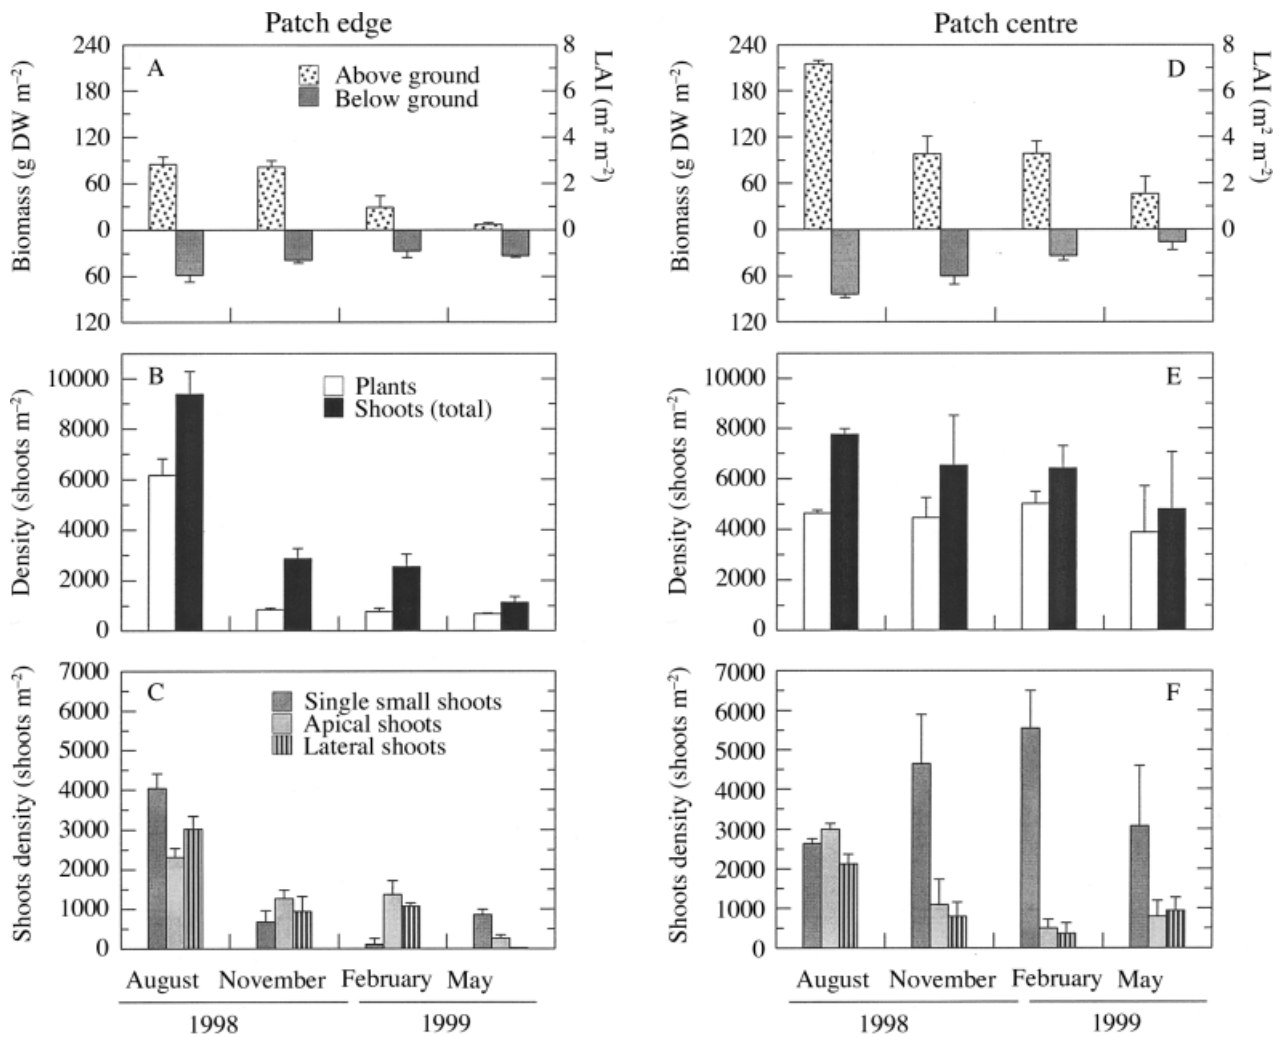 Patch edge
Patch centre
A
Above ground
Below ground
Biomass (g DW m⁻²)
240
180
120
60
0
60
120
8
6
4
2
0
LAI (m² m⁻²)
D
Biomass (g DW m⁻²)
240
180
120
60
0
60
120
8
6
4
2
0
LAI (m² m⁻²)
B
Plants
Shoots (total)
Density (shoots m⁻²)
10000
8000
6000
4000
2000
0
E
Density (shoots m⁻²)
10000
8000
6000
4000
2000
0
C
Single small shoots
Apical shoots
Lateral shoots
Shoots density (shoots m⁻²)
7000
6000
5000
4000
3000
2000
1000
0
F
Shoots density (shoots m⁻²)
7000
6000
5000
4000
3000
2000
1000
0
August November February May
1998 1999
August November February May
1998 1999